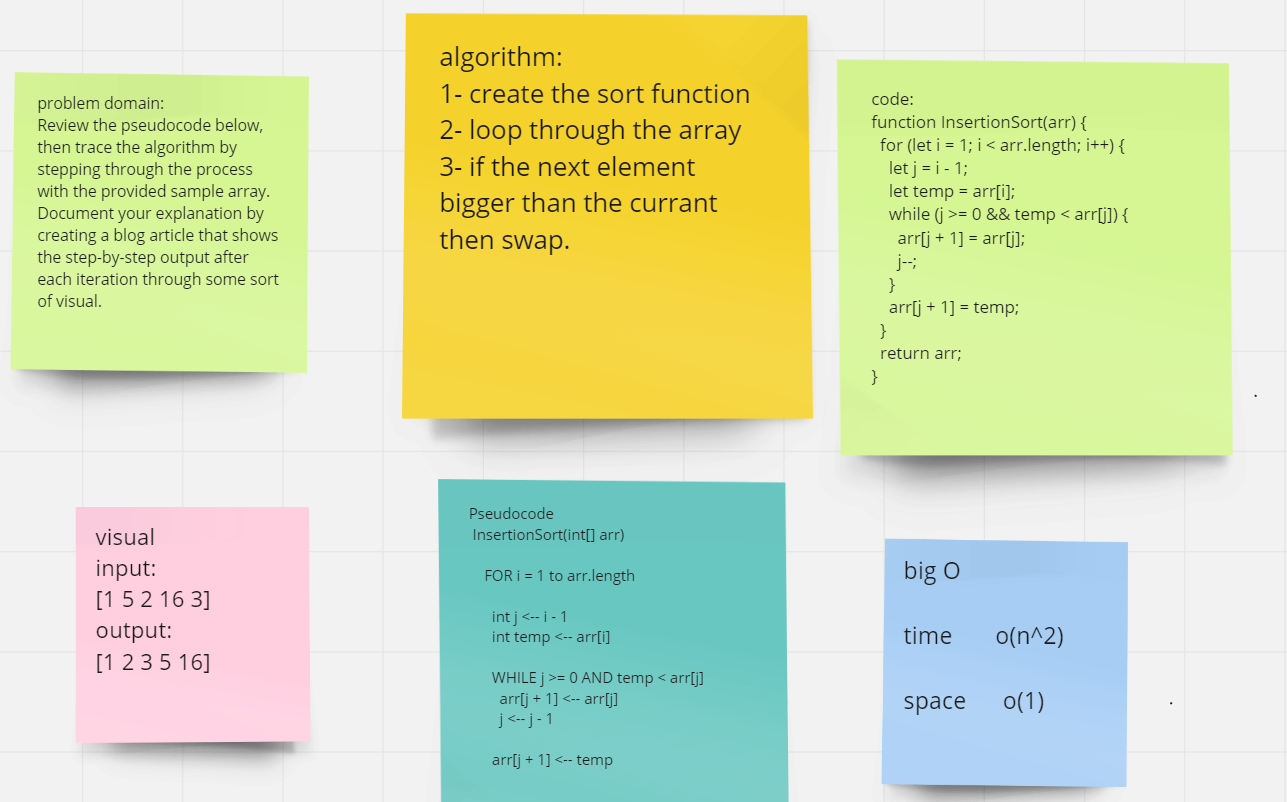 problem domain:
Review the pseudocode below,
then trace the algorithm by
stepping through the process
with the provided sample array.
Document your explanation by
creating a blog article that shows
the step-by-step output after
each iteration through some sort
of visual.
algorithm:
1- create the sort function
2- loop through the array
3- if the next element
bigger than the currant
then swap.
code:
function InsertionSort(arr) {
for (let i = 1; i < arr.length; i++) {
let j = i - 1;
let temp = arr[i];
while (j >= 0 && temp < arr[j]) {
arr[j + 1] = arr[j];
j--;
}
arr[j + 1] = temp;
}
return arr;
}
.
visual
input:
[1 5 2 16 3]
output:
[1 2 3 5 16]
Pseudocode
InsertionSort(int[] arr)
FOR i = 1 to arr.length
int j <-- i - 1
int temp <-- arr[i]
WHILE j >= 0 AND temp < arr[j]
arr[j + 1] <-- arr[j]
j <-- j - 1
arr[j + 1] <-- temp
big O
time o(n^2)
space o(1)
.